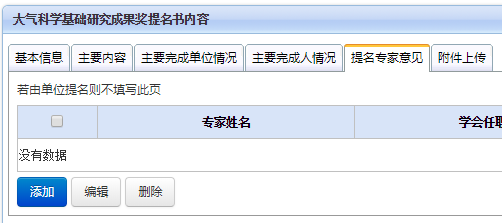 大气科学基础研究成果奖提名书内容
基本信息 主要内容 主要完成单位情况 主要完成人情况 提名专家意见 附件上传
若由单位提名则不填写此页
专家姓名 学会任职
没有数据
添加 编辑 删除